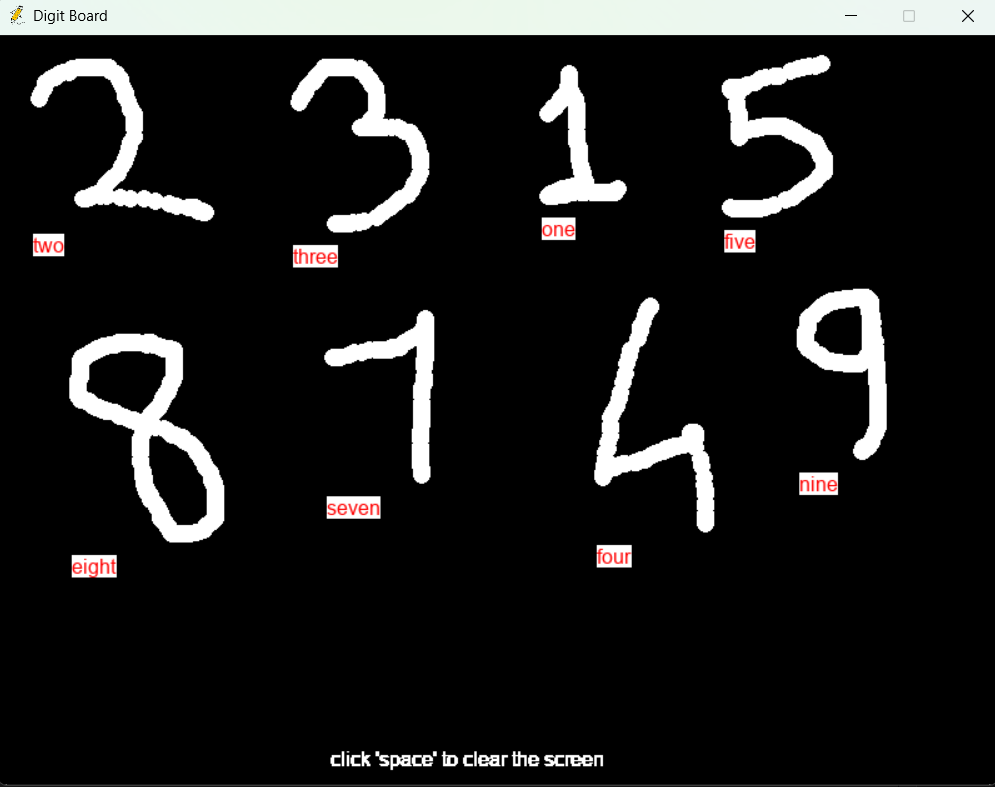 Digit Board
2 3 1 5
two three one five
8 7 4 9
eight seven four nine
click 'space' to clear the screen